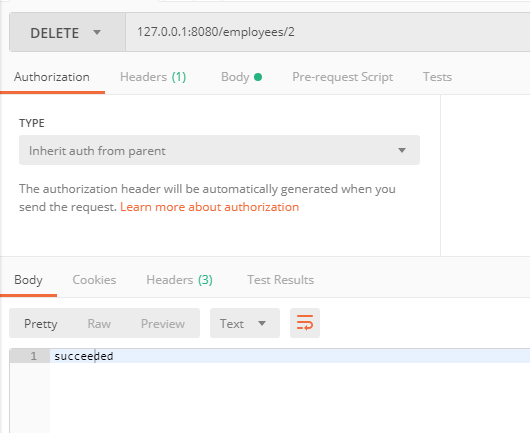 DELETE 127.0.0.1:8080/employees/2
Authorization Headers (1) Body Pre-request Script Tests
TYPE
Inherit auth from parent
The authorization header will be automatically generated when you
send the request. Learn more about authorization
Body Cookies Headers (3) Test Results
Pretty Raw Preview Text
1 succeeded